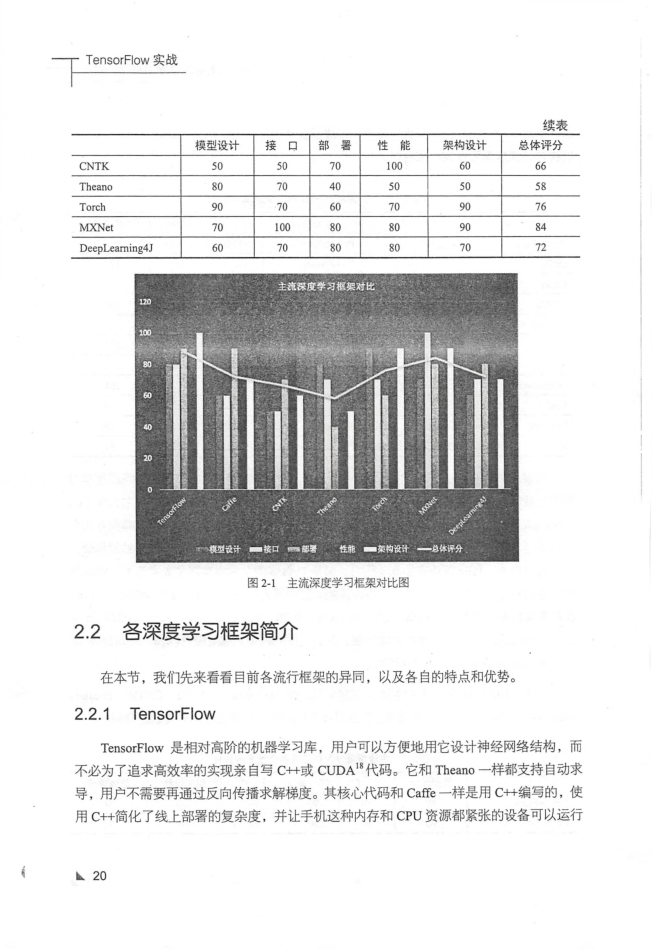 TensorFlow 实战
续表
模型设计 接 口 部 署 性 能 架构设计 总体评分
CNTK 50 50 70 100 60 66
Theano 80 70 40 50 50 58
Torch 90 70 60 70 90 76
MXNet 70 100 80 80 90 84
DeepLearning4J 60 70 80 80 70 72
主流深度学习框架对比
120
100
80
60
40
20
0
TensorFlow Caffe CNTK Theano Torch MXNet DeepLearning4J
模型设计 接口 部署 性能 架构设计 总体评分
图 2-1 主流深度学习框架对比图
2.2 各深度学习框架简介
在本节，我们先来看看目前各流行框架的异同，以及各自的特点和优势。
2.2.1 TensorFlow
TensorFlow 是相对高阶的机器学习库，用户可以方便地用它设计神经网络结构，而
不必为了追求高效率的实现亲自写 C++或 CUDA¹⁸代码。它和 Theano 一样都支持自动求
导，用户不需要再通过反向传播求解梯度。其核心代码和 Caffe 一样是用 C++编写的，使
用 C++简化了线上部署的复杂度，并让手机这种内存和 CPU 资源都紧张的设备可以运行
20